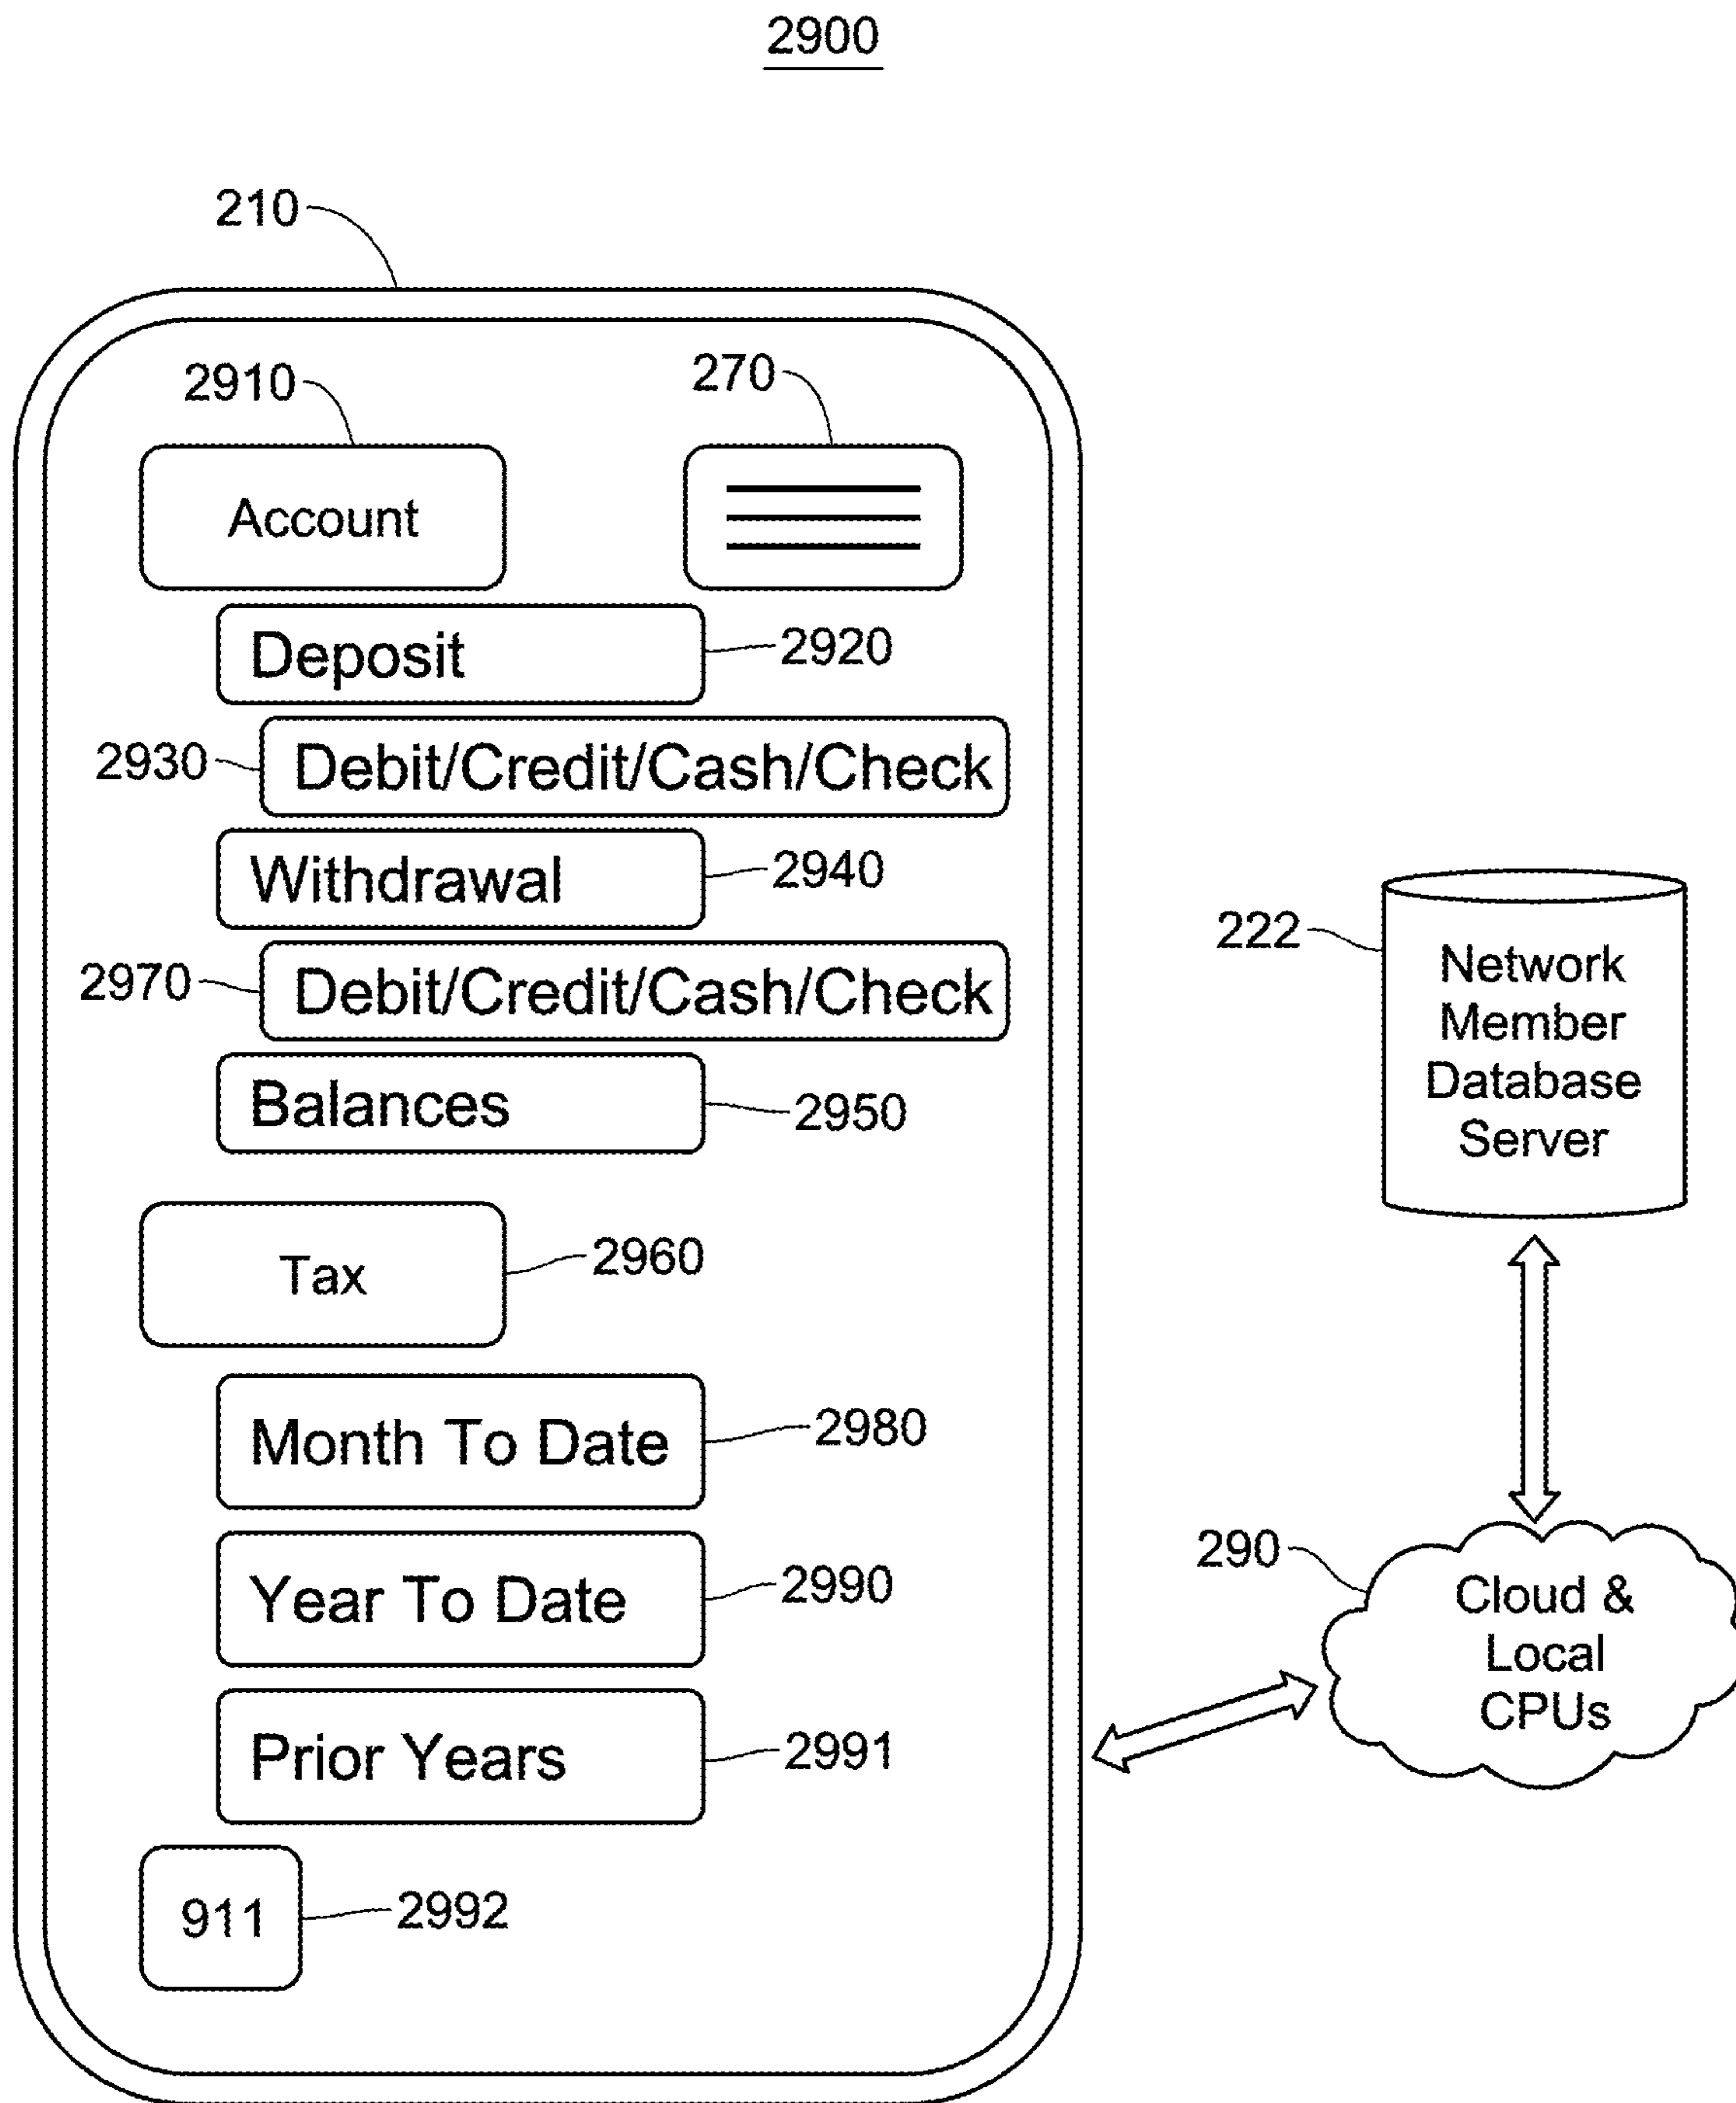 2900
210
2910
270
Account
Deposit
2920
2930
Debit/Credit/Cash/Check
Withdrawal
2940
2970
Debit/Credit/Cash/Check
Balances
2950
Tax
2960
Month To Date
2980
Year To Date
2990
Prior Years
2991
911
2992
222
Network
Member
Database
Server
290
Cloud &
Local
CPUs